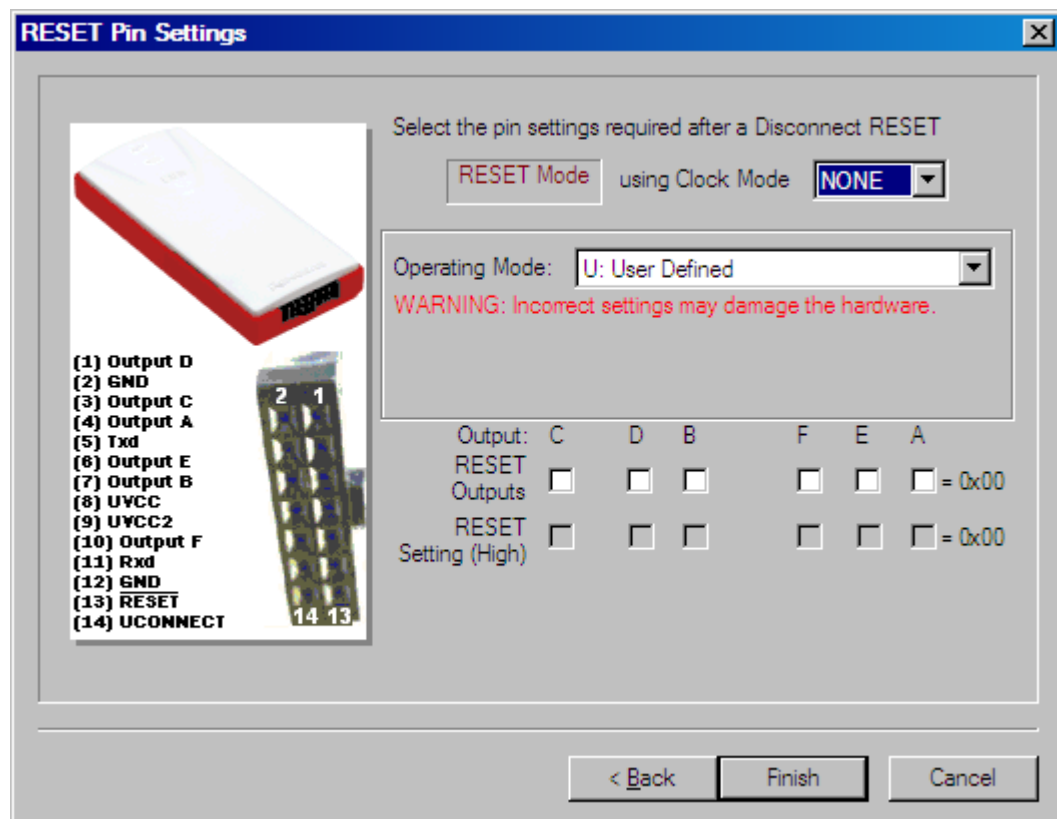 RESET Pin Settings
Select the pin settings required after a Disconnect RESET
RESET Mode using Clock Mode NONE
Operating Mode: U: User Defined
WARNING: Incorrect settings may damage the hardware.
(1) Output D
(2) GND
(3) Output C
(4) Output A
(5) Txd
(6) Output E
(7) Output B
(8) UVCC
(9) UVCC2
(10) Output F
(11) Rxd
(12) GND
(13) RESET
(14) UCONNECT
2 1
14 13
Output: C D B F E A
RESET
Outputs
= 0x00
RESET
Setting (High)
= 0x00
< Back Finish Cancel